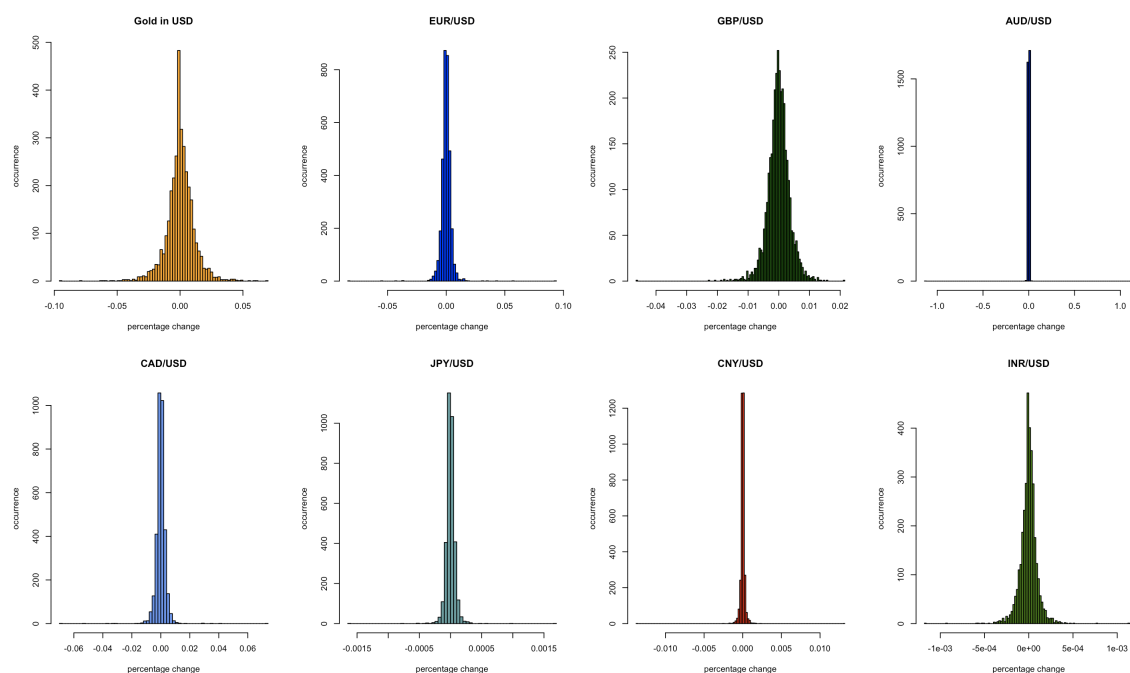 Gold in USD
occurrence
0 100 200 300 400 500
-0.10 -0.05 0.00 0.05
percentage change
EUR/USD
occurrence
0 200 400 600 800
-0.05 0.00 0.05 0.10
percentage change
GBP/USD
occurrence
0 50 100 150 200 250
-0.04 -0.03 -0.02 -0.01 0.00 0.01 0.02
percentage change
AUD/USD
occurrence
0 500 1000 1500
-1.0 -0.5 0.0 0.5 1.0
percentage change
CAD/USD
occurrence
0 200 400 600 800 1000
-0.06 -0.04 -0.02 0.00 0.02 0.04 0.06
percentage change
JPY/USD
occurrence
0 200 400 600 800 1000
-0.0015 -0.0005 0.0005 0.0015
percentage change
CNY/USD
occurrence
0 200 400 600 800 1000 1200
-0.010 -0.005 0.000 0.005 0.010
percentage change
INR/USD
occurrence
0 100 200 300 400
-1e-03 -5e-04 0e+00 5e-04 1e-03
percentage change